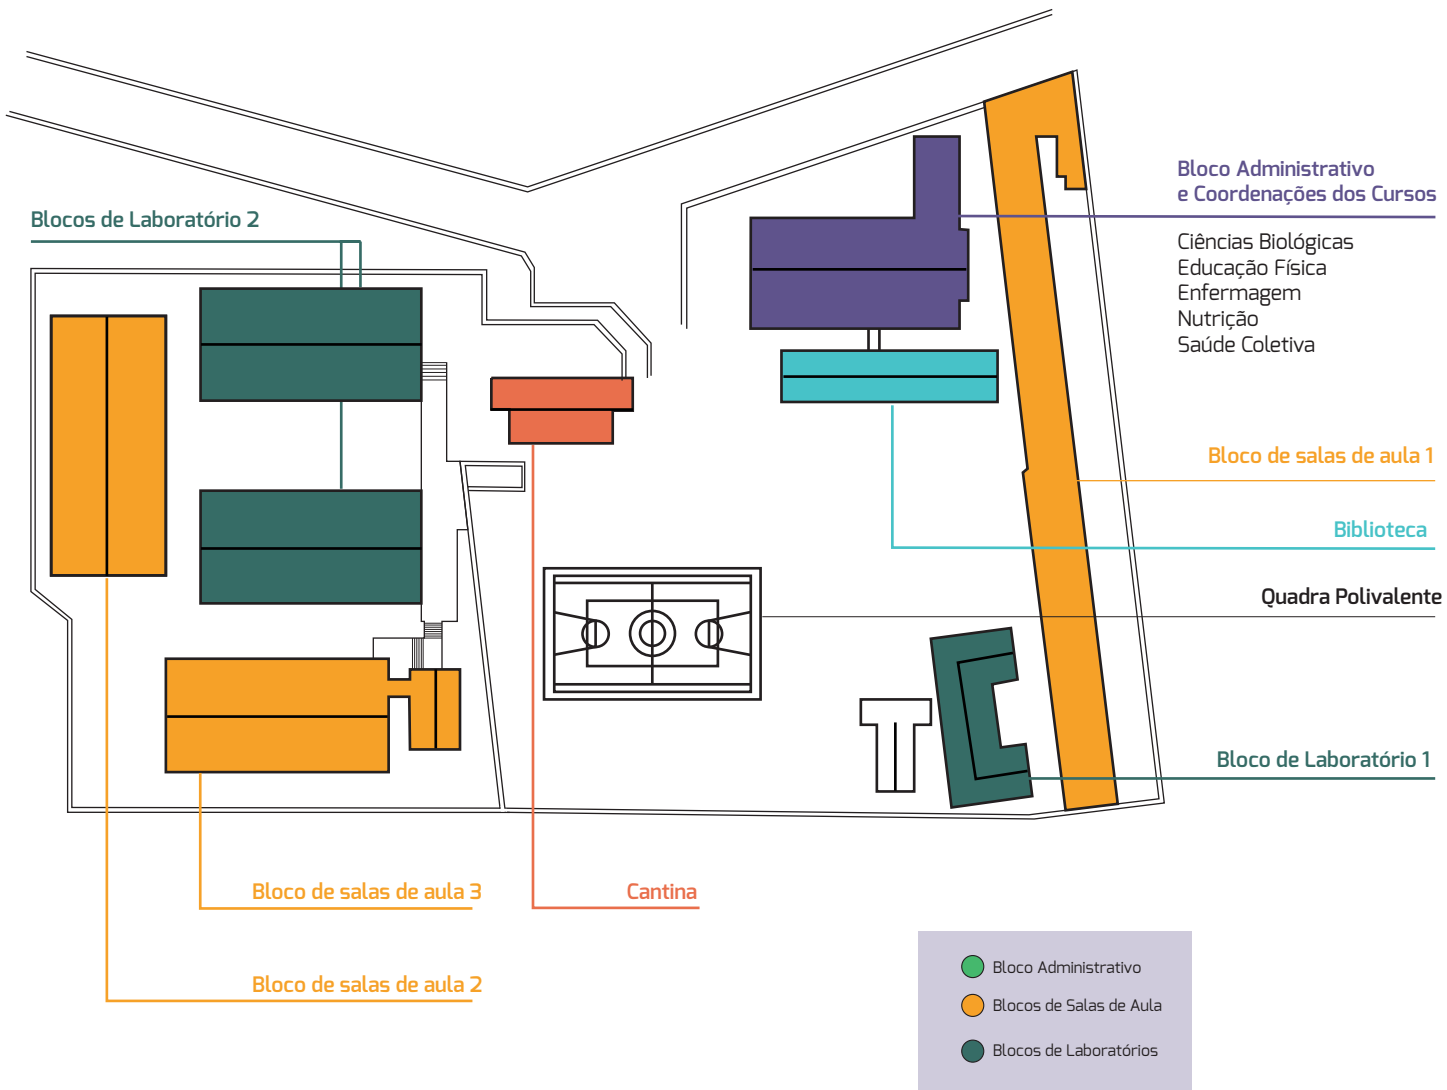 Bloco Administrativo
e Coordenações dos Cursos
Blocos de Laboratório 2
Ciências Biológicas
Educação Física
Enfermagem
Nutrição
Saúde Coletiva
Bloco de salas de aula 1
Biblioteca
Quadra Polivalente
Bloco de Laboratório 1
Bloco de salas de aula 3
Cantina
Bloco de salas de aula 2
Bloco Administrativo
Blocos de Salas de Aula
Blocos de Laboratórios